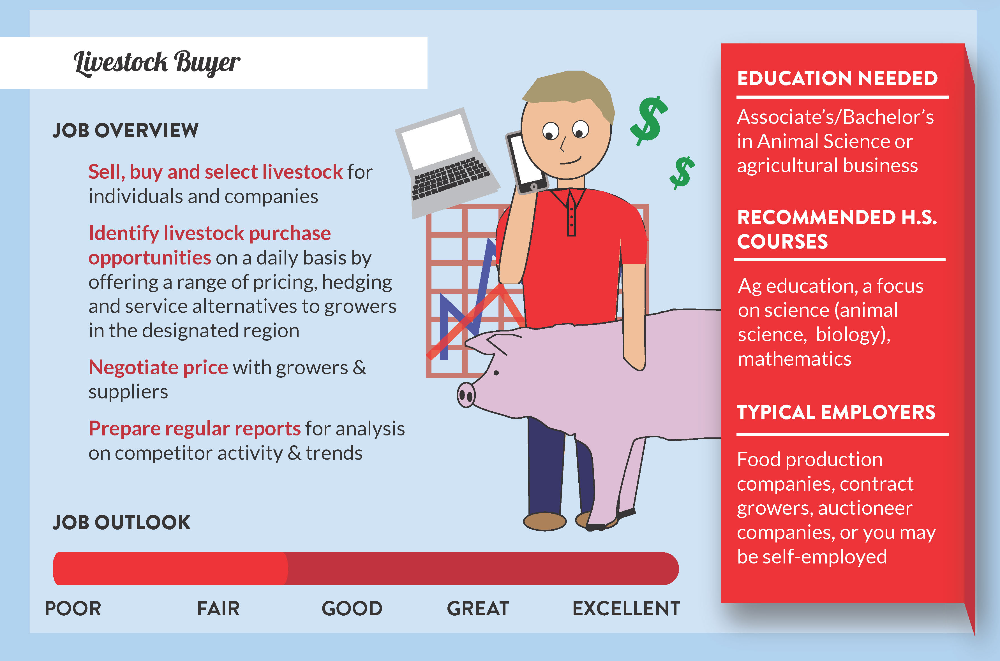 Livestock Buyer
JOB OVERVIEW
Sell, buy and select livestock for
individuals and companies
Identify livestock purchase
opportunities on a daily basis by
offering a range of pricing, hedging
and service alternatives to growers
in the designated region
Negotiate price with growers &
suppliers
Prepare regular reports for analysis
on competitor activity & trends
JOB OUTLOOK
POOR FAIR GOOD GREAT EXCELLENT
$
$
EDUCATION NEEDED
Associate’s/Bachelor’s
in Animal Science or
agricultural business
RECOMMENDED H.S.
COURSES
Ag education, a focus
on science (animal
science, biology),
mathematics
TYPICAL EMPLOYERS
Food production
companies, contract
growers, auctioneer
companies, or you may
be self-employed